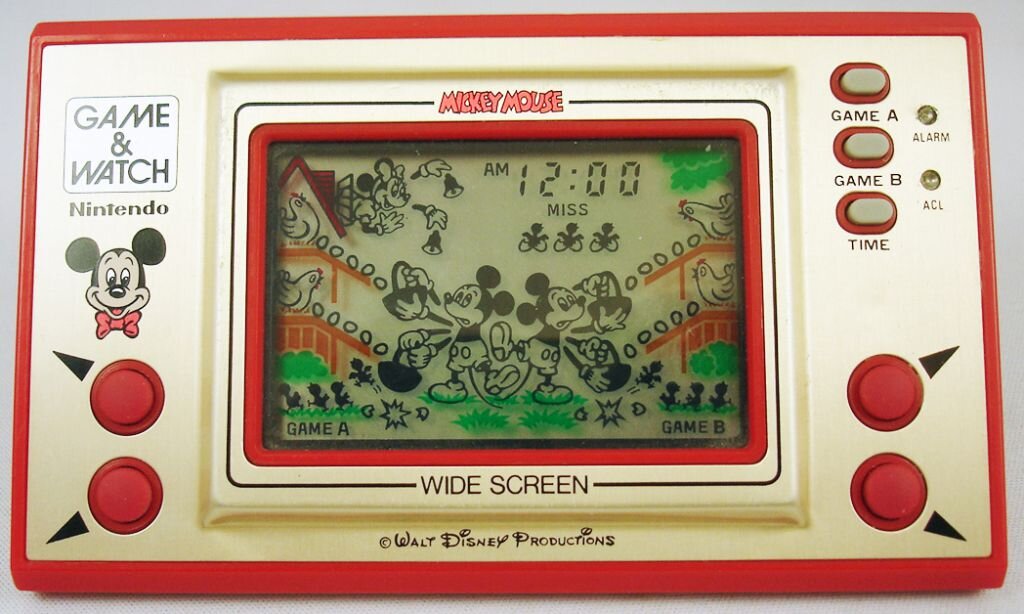 MICKEY MOUSE
GAME
&
WATCH
Nintendo
GAME A
ALARM
GAME B
ACL
TIME
AM 12:00
MISS
GAME A
GAME B
WIDE SCREEN
© WALT DISNEY PRODUCTIONS